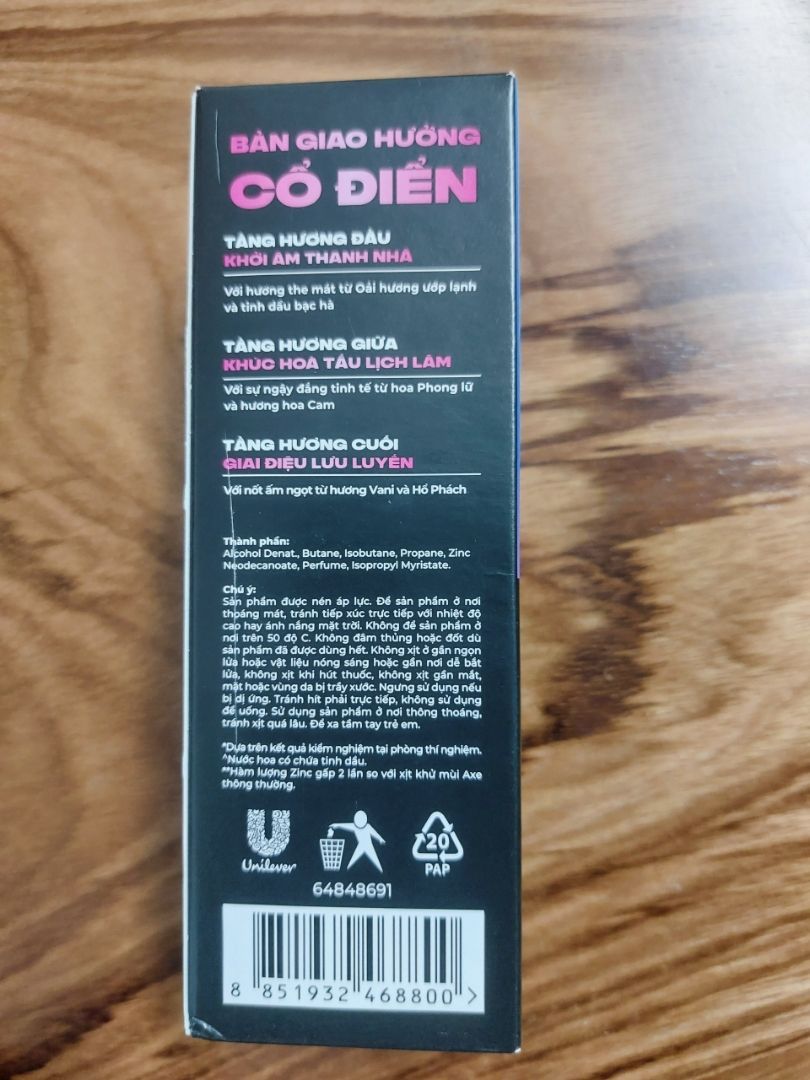 BẢN GIAO HƯỞNG
CỔ ĐIỂN
TẦNG HƯƠNG ĐẦU
KHỞI ÂM THANH NHÃ
Với hương the mát từ Oải hương ướp lạnh
và tinh dầu bạc hà
TẦNG HƯƠNG GIỮA
KHÚC HOÀ TẤU LỊCH LÃM
Với sự ngậy đắng tinh tế từ hoa Phong lữ
và hương hoa Cam
TẦNG HƯƠNG CUỐI
GIAI ĐIỆU LƯU LUYẾN
Với nốt ấm ngọt từ hương Vani và Hổ Phách
Thành phần:
Alcohol Denat., Butane, Isobutane, Propane, Zinc
Neodecanoate, Perfume, Isopropyl Myristate.
Chú ý:
Sản phẩm được nén áp lực. Để sản phẩm ở nơi
thoáng mát, tránh tiếp xúc trực tiếp với nhiệt độ
cao hay ánh nắng mặt trời. Không để sản phẩm ở
nơi trên 50 độ C. Không đâm thủng hoặc đốt dù
sản phẩm đã được dùng hết. Không xịt ở gần ngọn
lửa hoặc vật liệu nóng sáng hoặc gần nơi dễ bắt
lửa, không xịt khi hút thuốc, không xịt gần mắt,
mặt hoặc vùng da bị trầy xước. Ngưng sử dụng nếu
bị dị ứng. Tránh hít phải trực tiếp, không sử dụng
để uống. Sử dụng sản phẩm ở nơi thông thoáng,
tránh xịt quá lâu. Để xa tầm tay trẻ em.
*Dựa trên kết quả kiểm nghiệm tại phòng thí nghiệm.
^Nước hoa có chứa tinh dầu.
**Hàm lượng Zinc gấp 2 lần so với xịt khử mùi Axe
thông thường.
Unilever
20
PAP
64848691
8 851932 468800 >